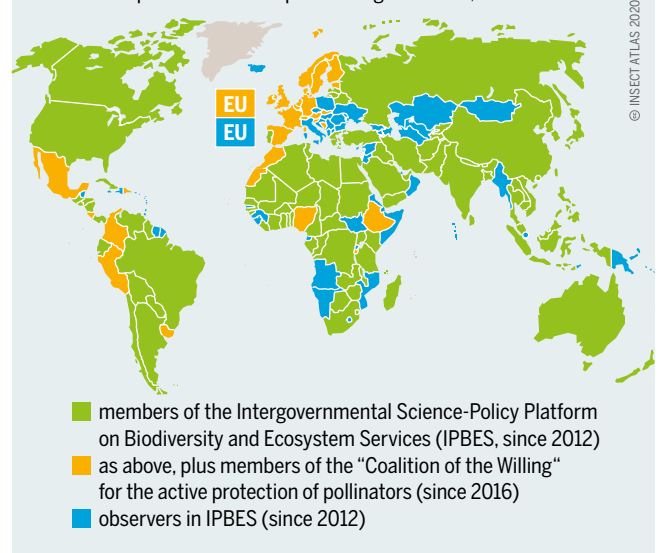 © INSECT ATLAS 2020
EU
EU
members of the Intergovernmental Science-Policy Platform
on Biodiversity and Ecosystem Services (IPBES, since 2012)
as above, plus members of the “Coalition of the Willing“
for the active protection of pollinators (since 2016)
observers in IPBES (since 2012)